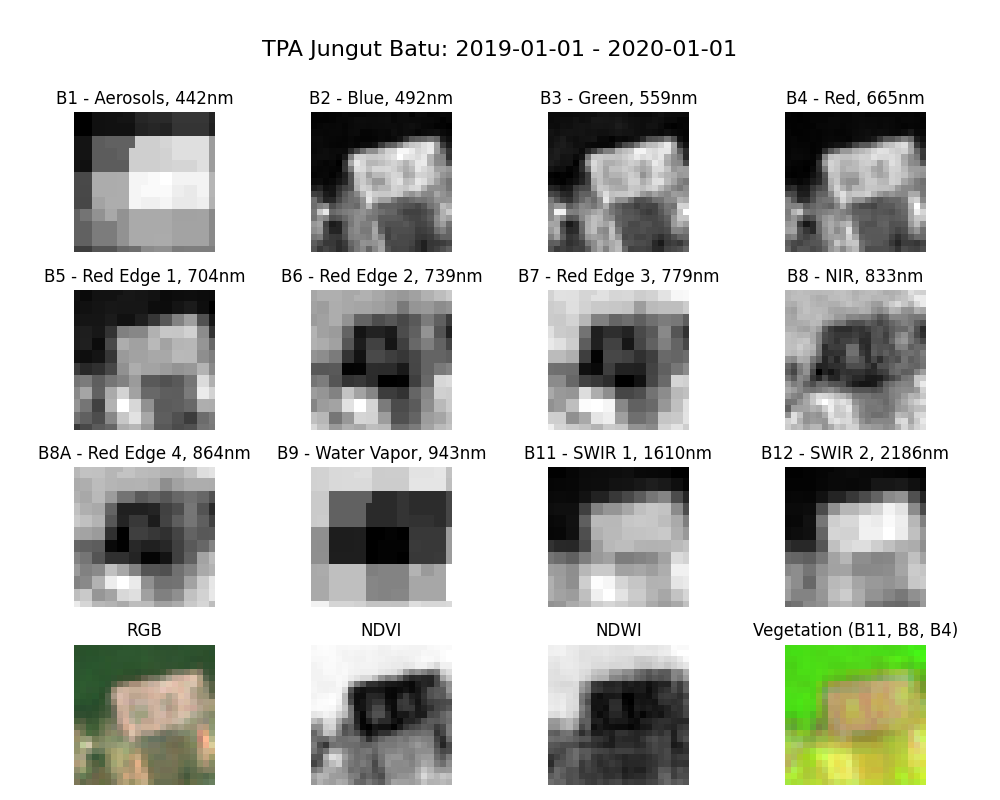 TPA Jungut Batu: 2019-01-01 - 2020-01-01
B1 - Aerosols, 442nm
B2 - Blue, 492nm
B3 - Green, 559nm
B4 - Red, 665nm
B5 - Red Edge 1, 704nm
B6 - Red Edge 2, 739nm
B7 - Red Edge 3, 779nm
B8 - NIR, 833nm
B8A - Red Edge 4, 864nm
B9 - Water Vapor, 943nm
B11 - SWIR 1, 1610nm
B12 - SWIR 2, 2186nm
RGB
NDVI
NDWI
Vegetation (B11, B8, B4)